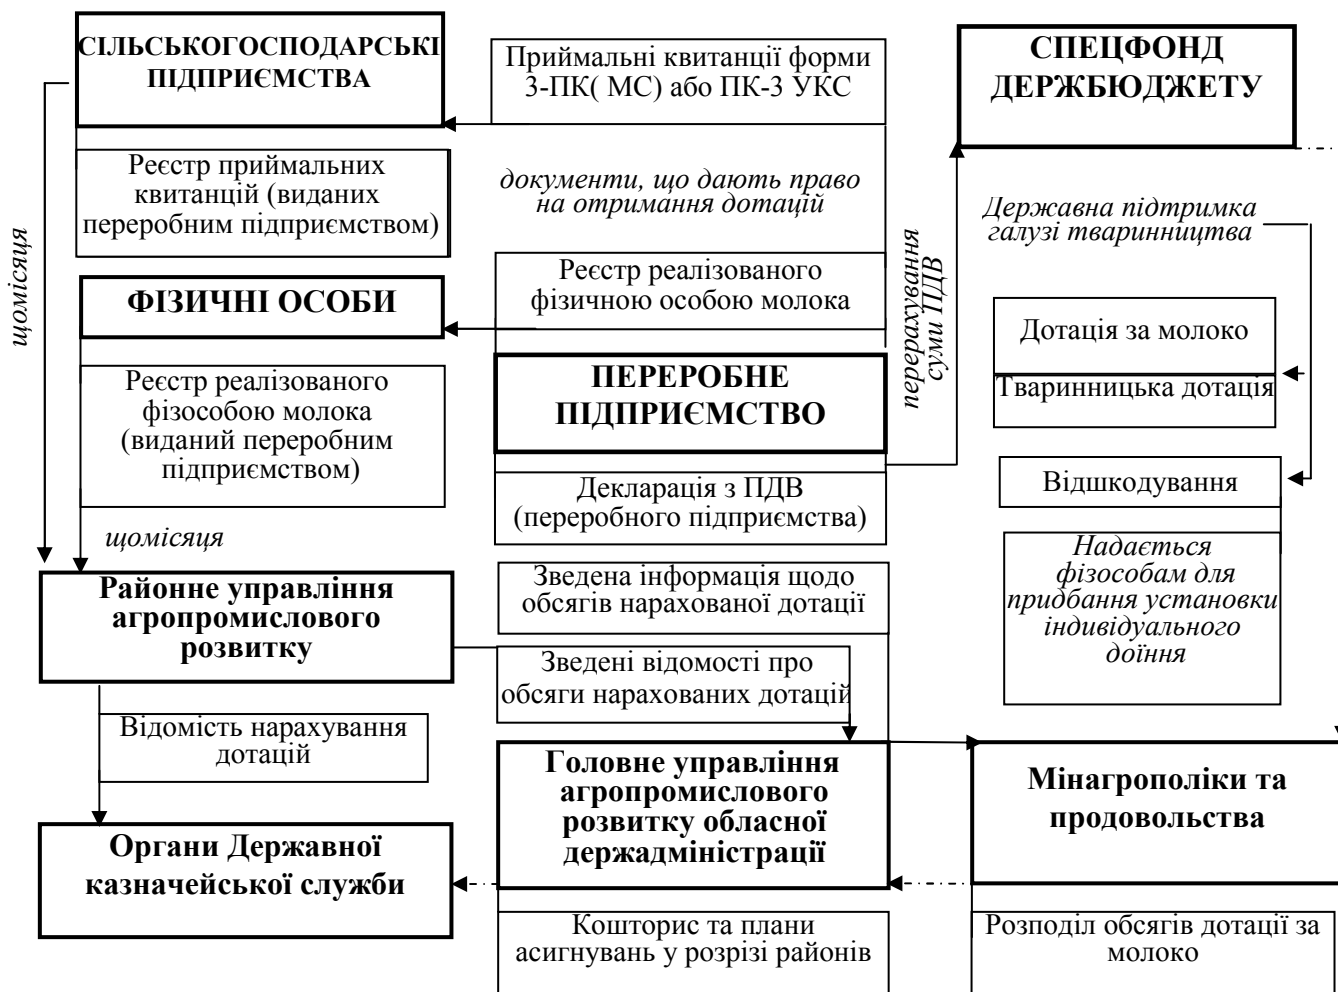 СІЛЬСЬКОГОСПОДАРСЬКІ
ПІДПРИЄМСТВА
Приймальні квитанції форми
3-ПК( МС) або ПК-3 УКС
СПЕЦФОНД
ДЕРЖБЮДЖЕТУ
Реєстр приймальних
квитанцій (виданих
переробним підприємством)
документи, що дають право
на отримання дотацій
Державна підтримка
галузі тваринництва
щомісяця
перерахування
суми ПДВ
ФІЗИЧНІ ОСОБИ
Реєстр реалізованого
фізичною особою молока
Дотація за молоко
Тваринницька дотація
Реєстр реалізованого
фізособою молока
(виданий переробним
підприємством)
ПЕРЕРОБНЕ
ПІДПРИЄМСТВО
Декларація з ПДВ
(переробного підприємства)
Відшкодування
щомісяця
Надається
фізособам для
придбання установки
індивідуального
доїння
Районне управління
агропромислового
розвитку
Зведена інформація щодо
обсягів нарахованої дотації
Зведені відомості про
обсяги нарахованих дотацій
Відомість нарахування
дотацій
Головне управління
агропромислового
розвитку обласної
держадміністрації
Мінагрополіки та
продовольства
Органи Державної
казначейської служби
Кошторис та плани
асигнувань у розрізі районів
Розподіл обсягів дотації за
молоко